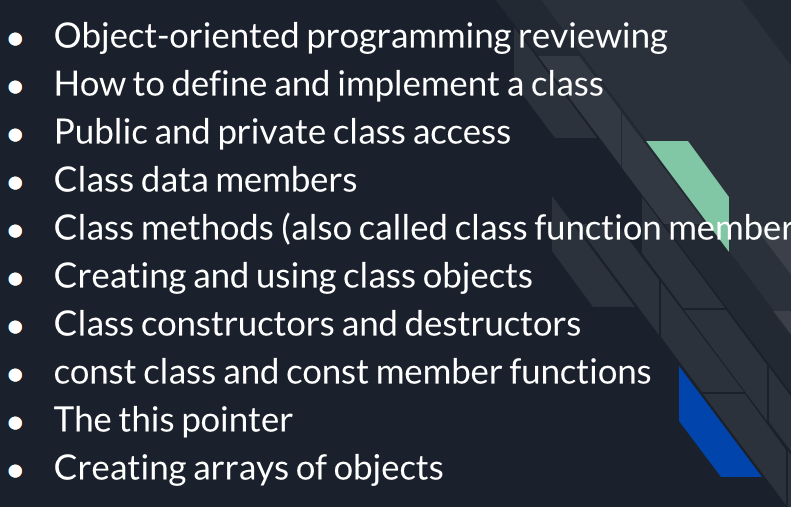 ● Object-oriented programming reviewing
● How to define and implement a class
● Public and private class access
● Class data members
● Class methods (also called class function member
● Creating and using class objects
● Class constructors and destructors
● const class and const member functions
● The this pointer
● Creating arrays of objects